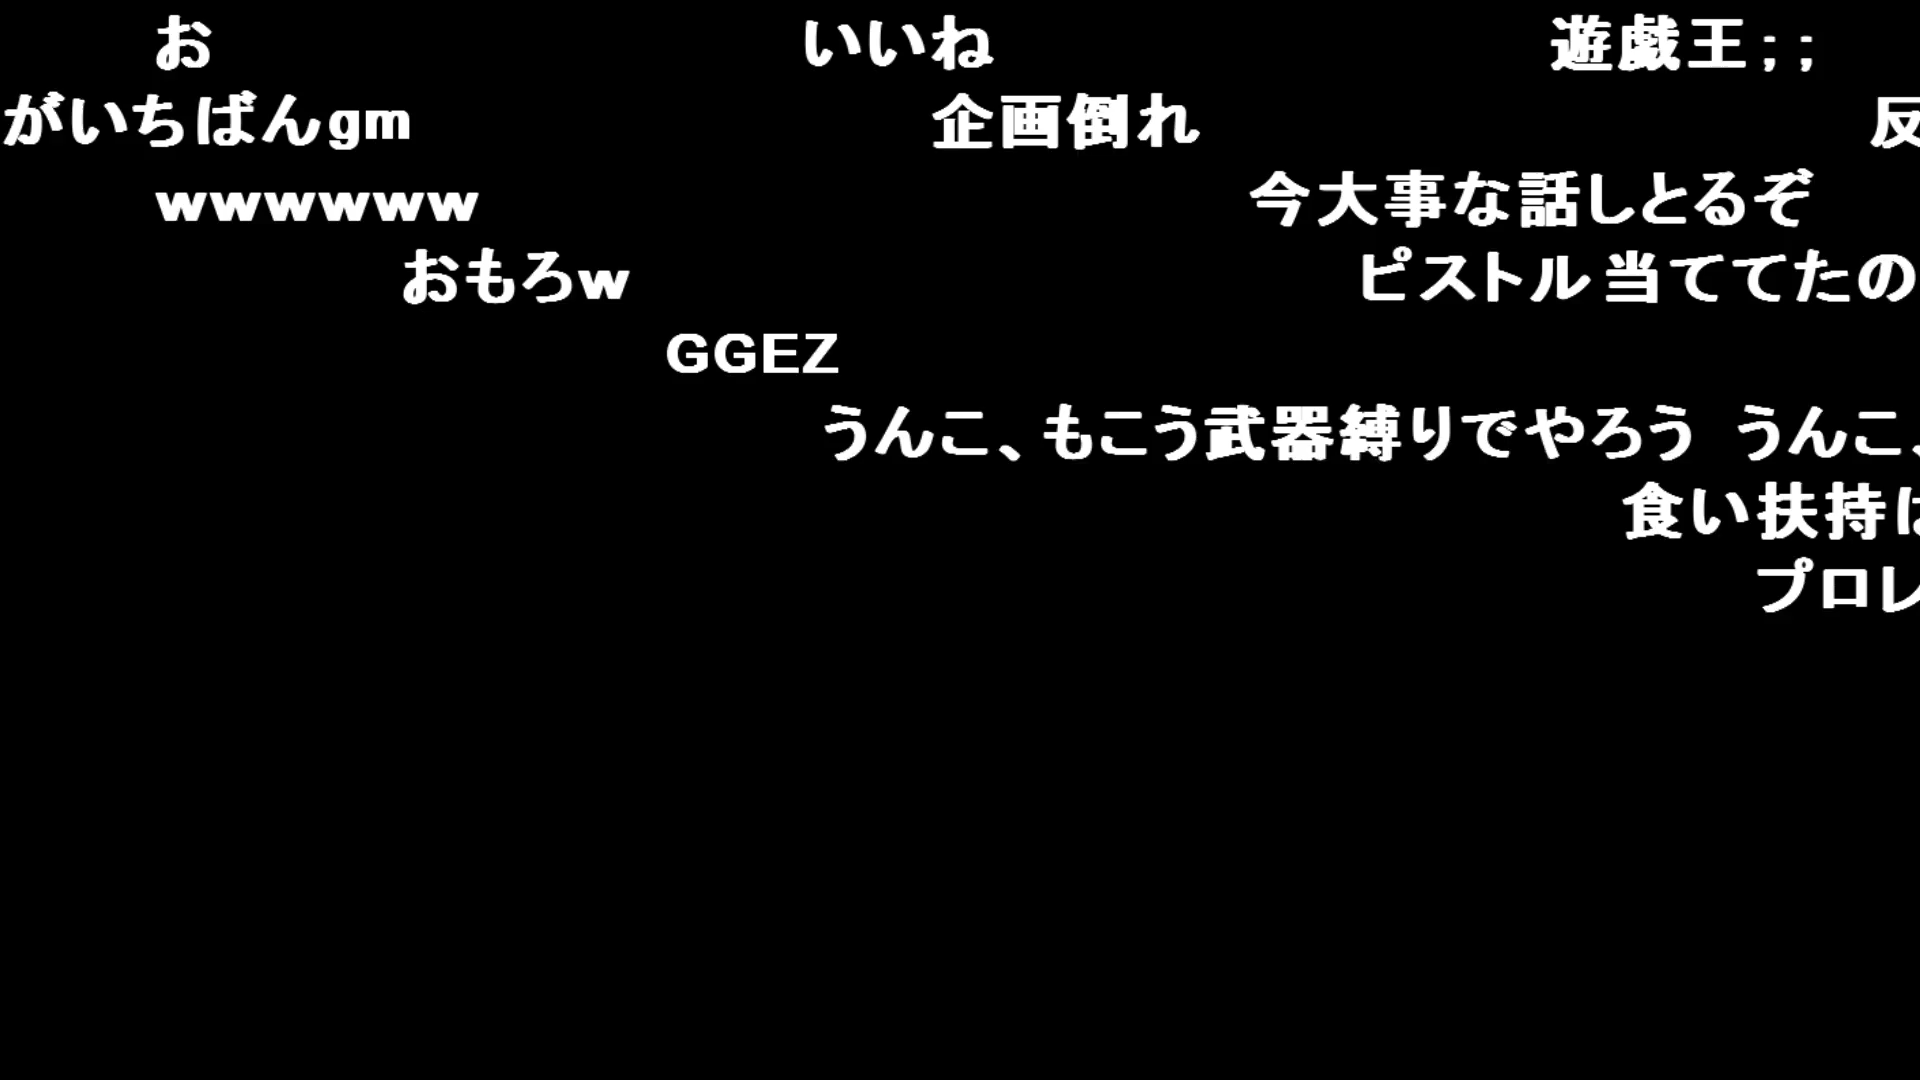 お いいね 遊戯王;;
がいちばんgm 企画倒れ 反
wwwwww 今大事な話しとるぞ
おもろw ピストル当ててたの
GGEZ
うんこ、もこう武器縛りでやろう うんこ、
食い扶持は
プロレ